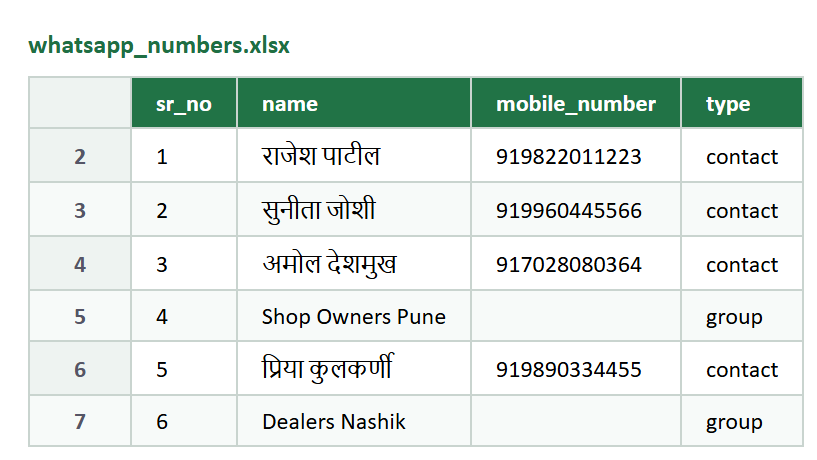 whatsapp_numbers.xlsx
sr_no name mobile_number type
2 1 राजेश पाटील 919822011223 contact
3 2 सुनीता जोशी 919960445566 contact
4 3 अमोल देशमुख 917028080364 contact
5 4 Shop Owners Pune group
6 5 प्रिया कुलकर्णी 919890334455 contact
7 6 Dealers Nashik group